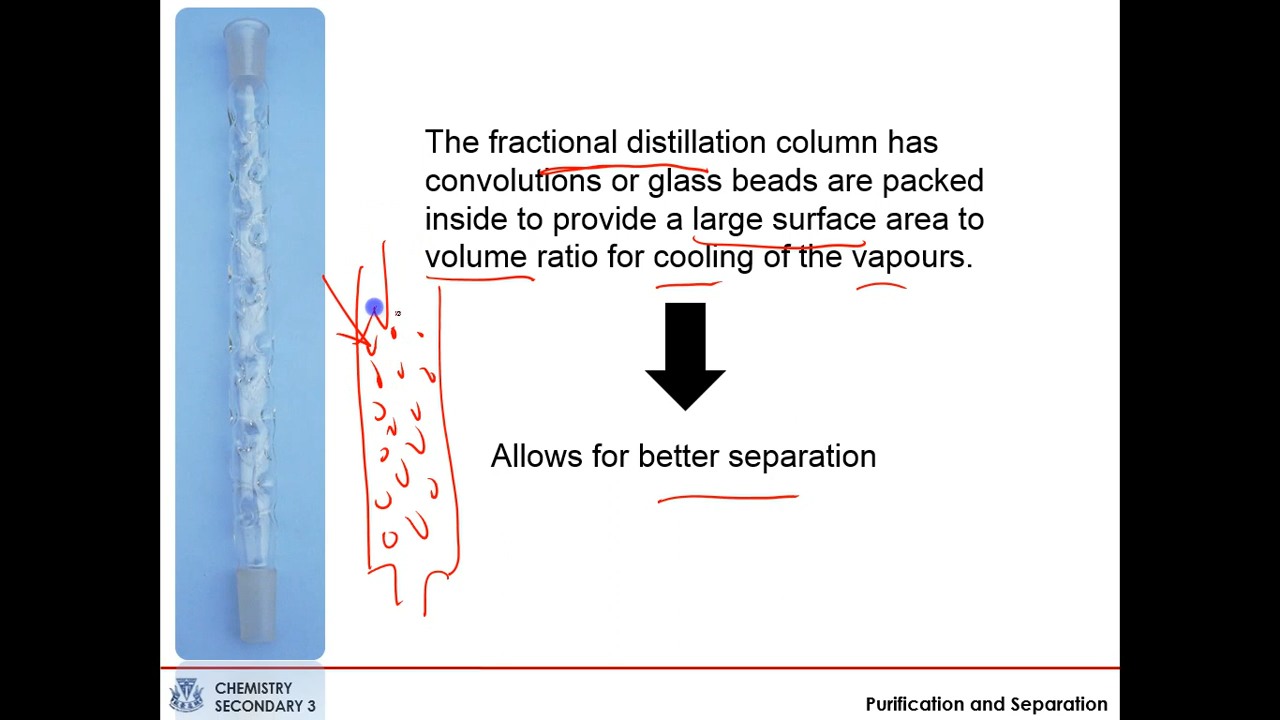 The fractional distillation column has
convolutions or glass beads are packed
inside to provide a large surface area to
volume ratio for cooling of the vapours.
Allows for better separation
CHEMISTRY
SECONDARY 3
Purification and Separation